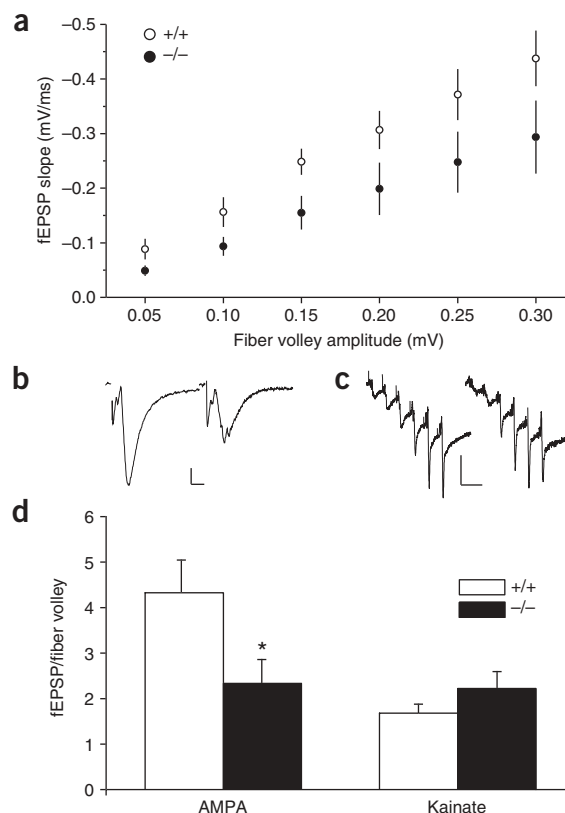 a
+/+
−/−
fEPSP slope (mV/ms)
−0.5
−0.4
−0.3
−0.2
−0.1
0.0
0.05 0.10 0.15 0.20 0.25 0.30
Fiber volley amplitude (mV)
b
c
d
fEPSP/fiber volley
6
5
4
3
2
1
0
+/+
−/−
*
AMPA Kainate